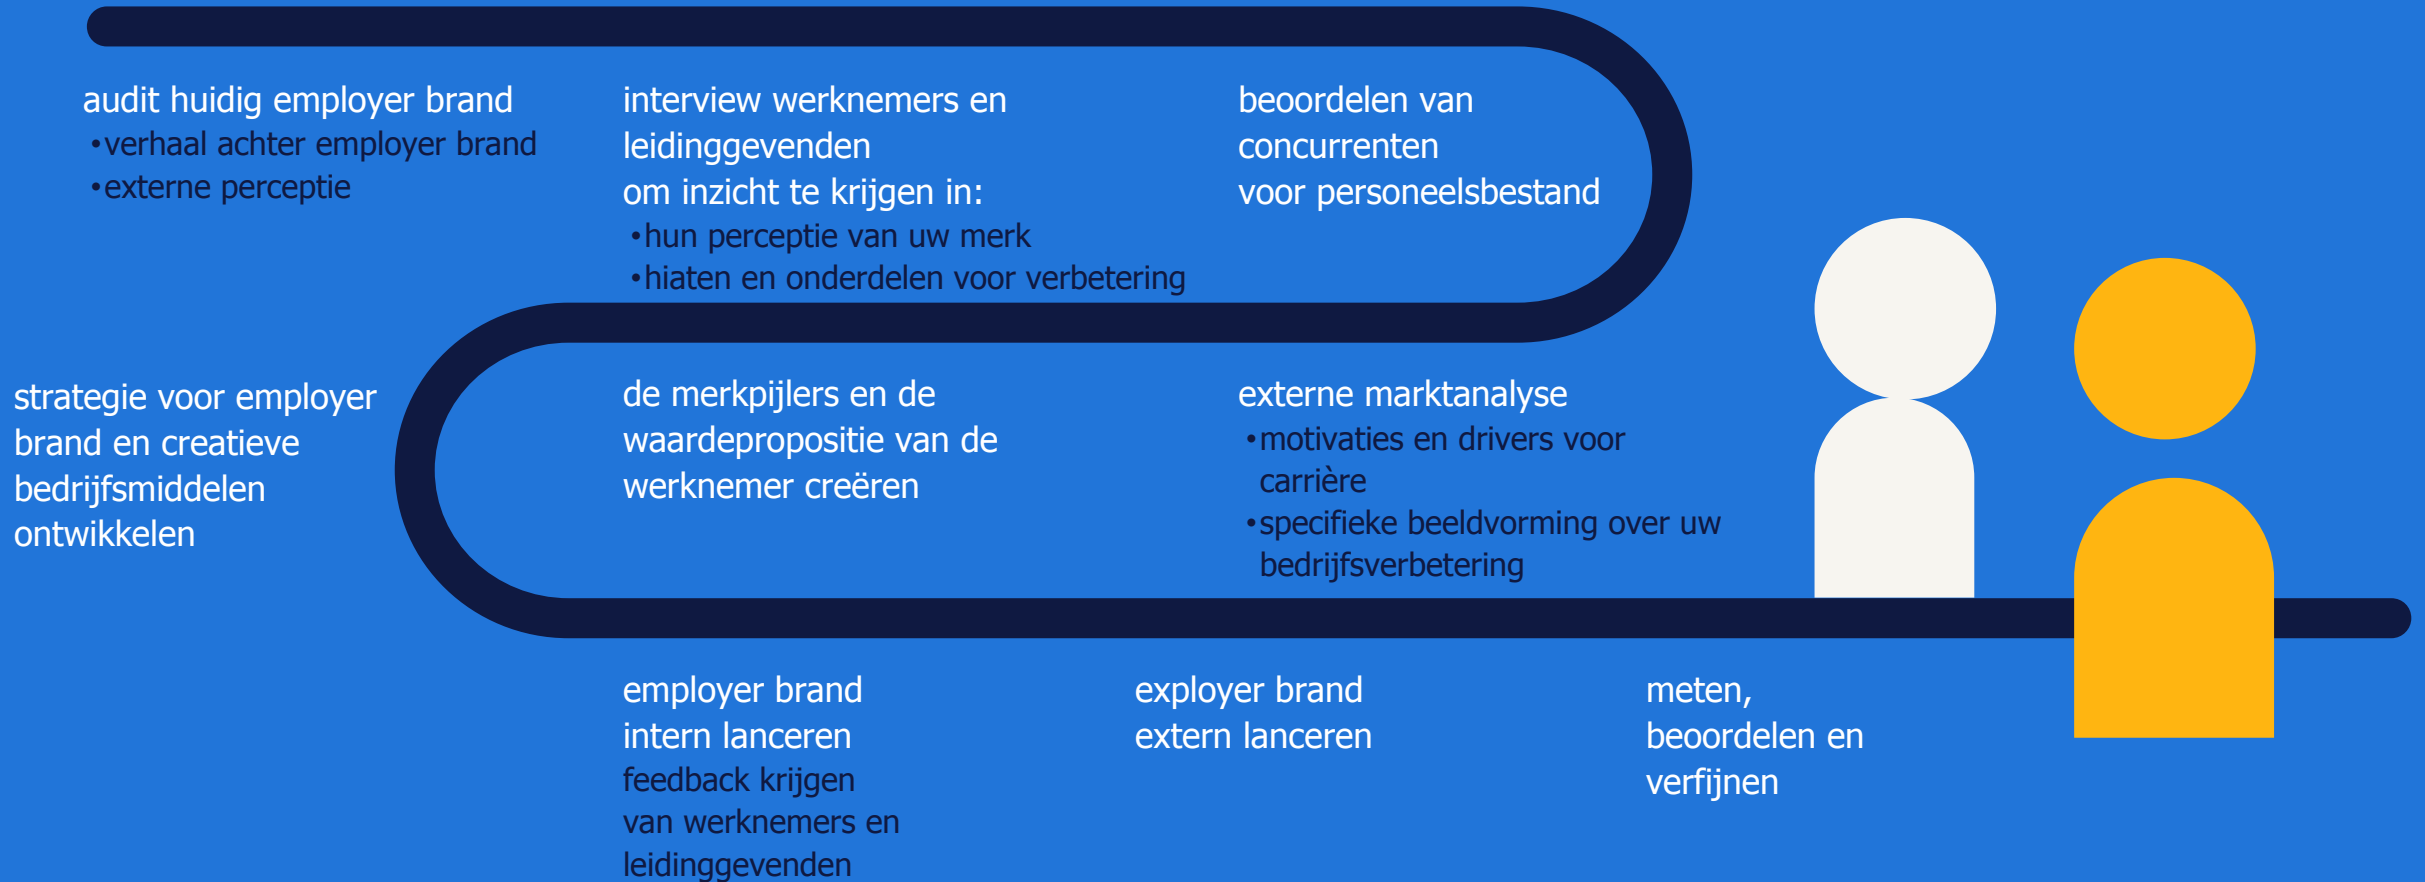 audit huidig employer brand
•verhaal achter employer brand
•externe perceptie
interview werknemers en
leidinggevenden
om inzicht te krijgen in:
•hun perceptie van uw merk
•hiaten en onderdelen voor verbetering
beoordelen van
concurrenten
voor personeelsbestand
strategie voor employer
brand en creatieve
bedrijfsmiddelen
ontwikkelen
de merkpijlers en de
waardepropositie van de
werknemer creëren
externe marktanalyse
•motivaties en drivers voor
carrière
•specifieke beeldvorming over uw
bedrijfsverbetering
employer brand
intern lanceren
feedback krijgen
van werknemers en
leidinggevenden
exployer brand
extern lanceren
meten,
beoordelen en
verfijnen